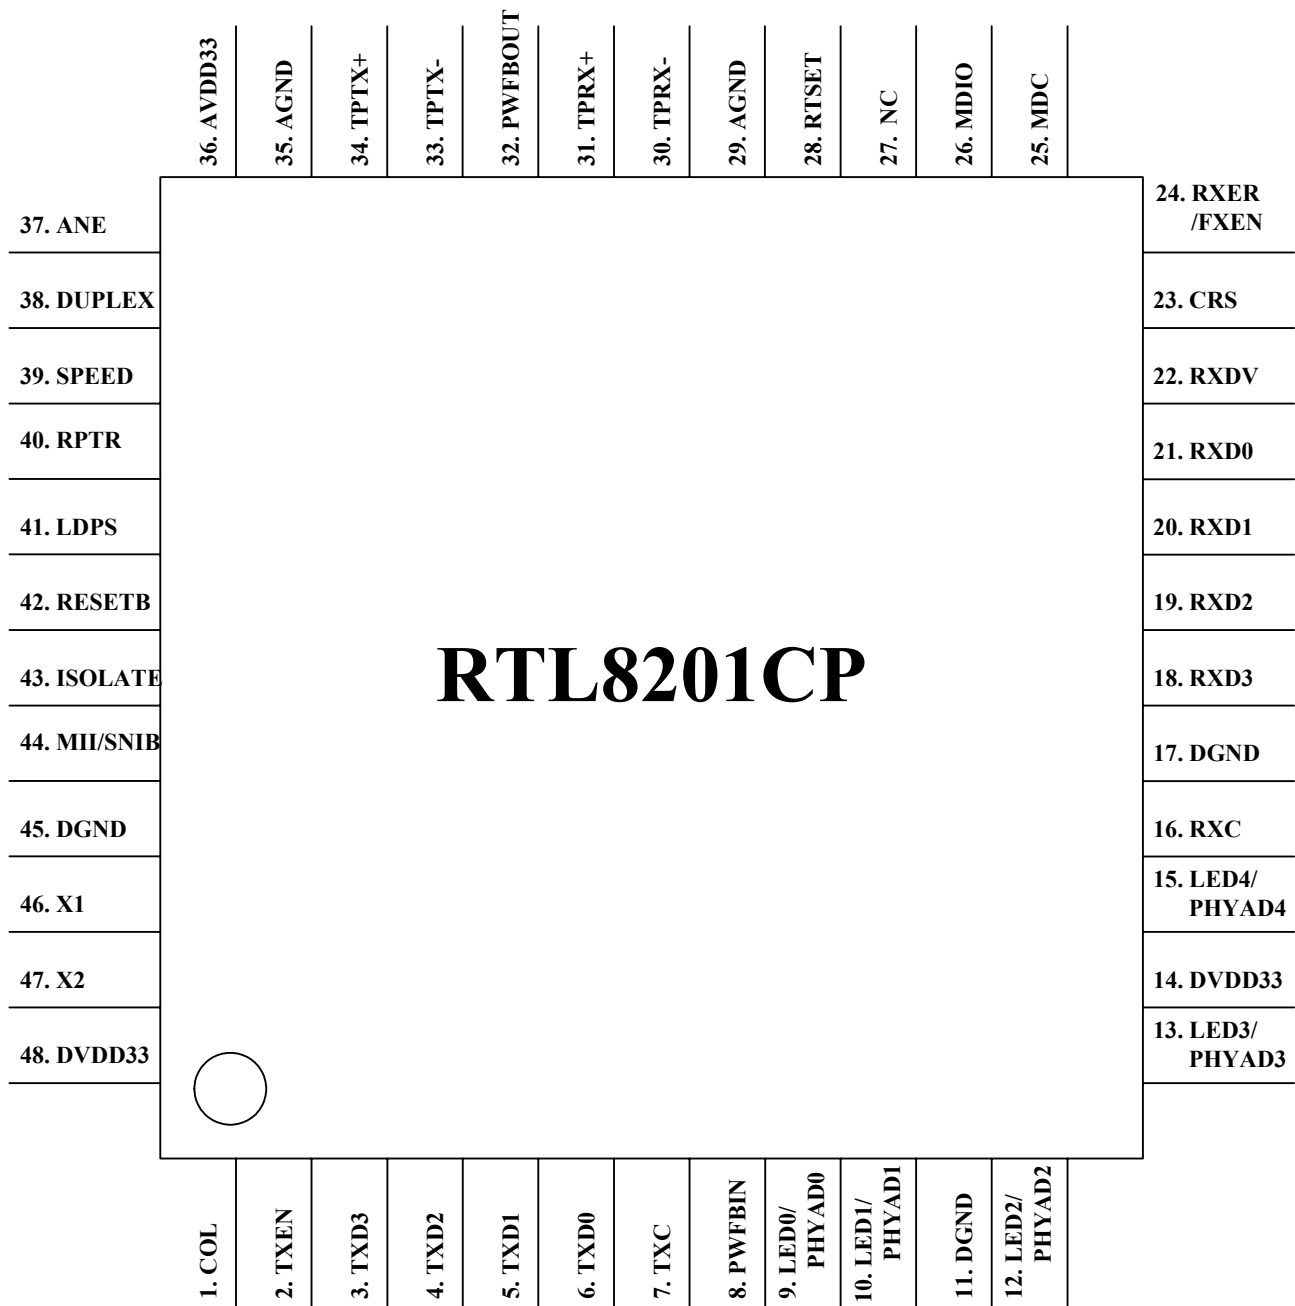 36. AVDD33
35. AGND
34. TPTX+
33. TPTX-
32. PWFBOUT
31. TPRX+
30. TPRX-
29. AGND
28. RTSET
27. NC
26. MDIO
25. MDC
37. ANE
38. DUPLEX
39. SPEED
40. RPTR
41. LDPS
42. RESETB
43. ISOLATE
44. MII/SNIB
45. DGND
46. X1
47. X2
48. DVDD33
RTL8201CP
24. RXER
/FXEN
23. CRS
22. RXDV
21. RXD0
20. RXD1
19. RXD2
18. RXD3
17. DGND
16. RXC
15. LED4/
PHYAD4
14. DVDD33
13. LED3/
PHYAD3
1. COL
2. TXEN
3. TXD3
4. TXD2
5. TXD1
6. TXD0
7. TXC
8. PWFBIN
9. LED0/
PHYAD0
10. LED1/
PHYAD1
11. DGND
12. LED2/
PHYAD2